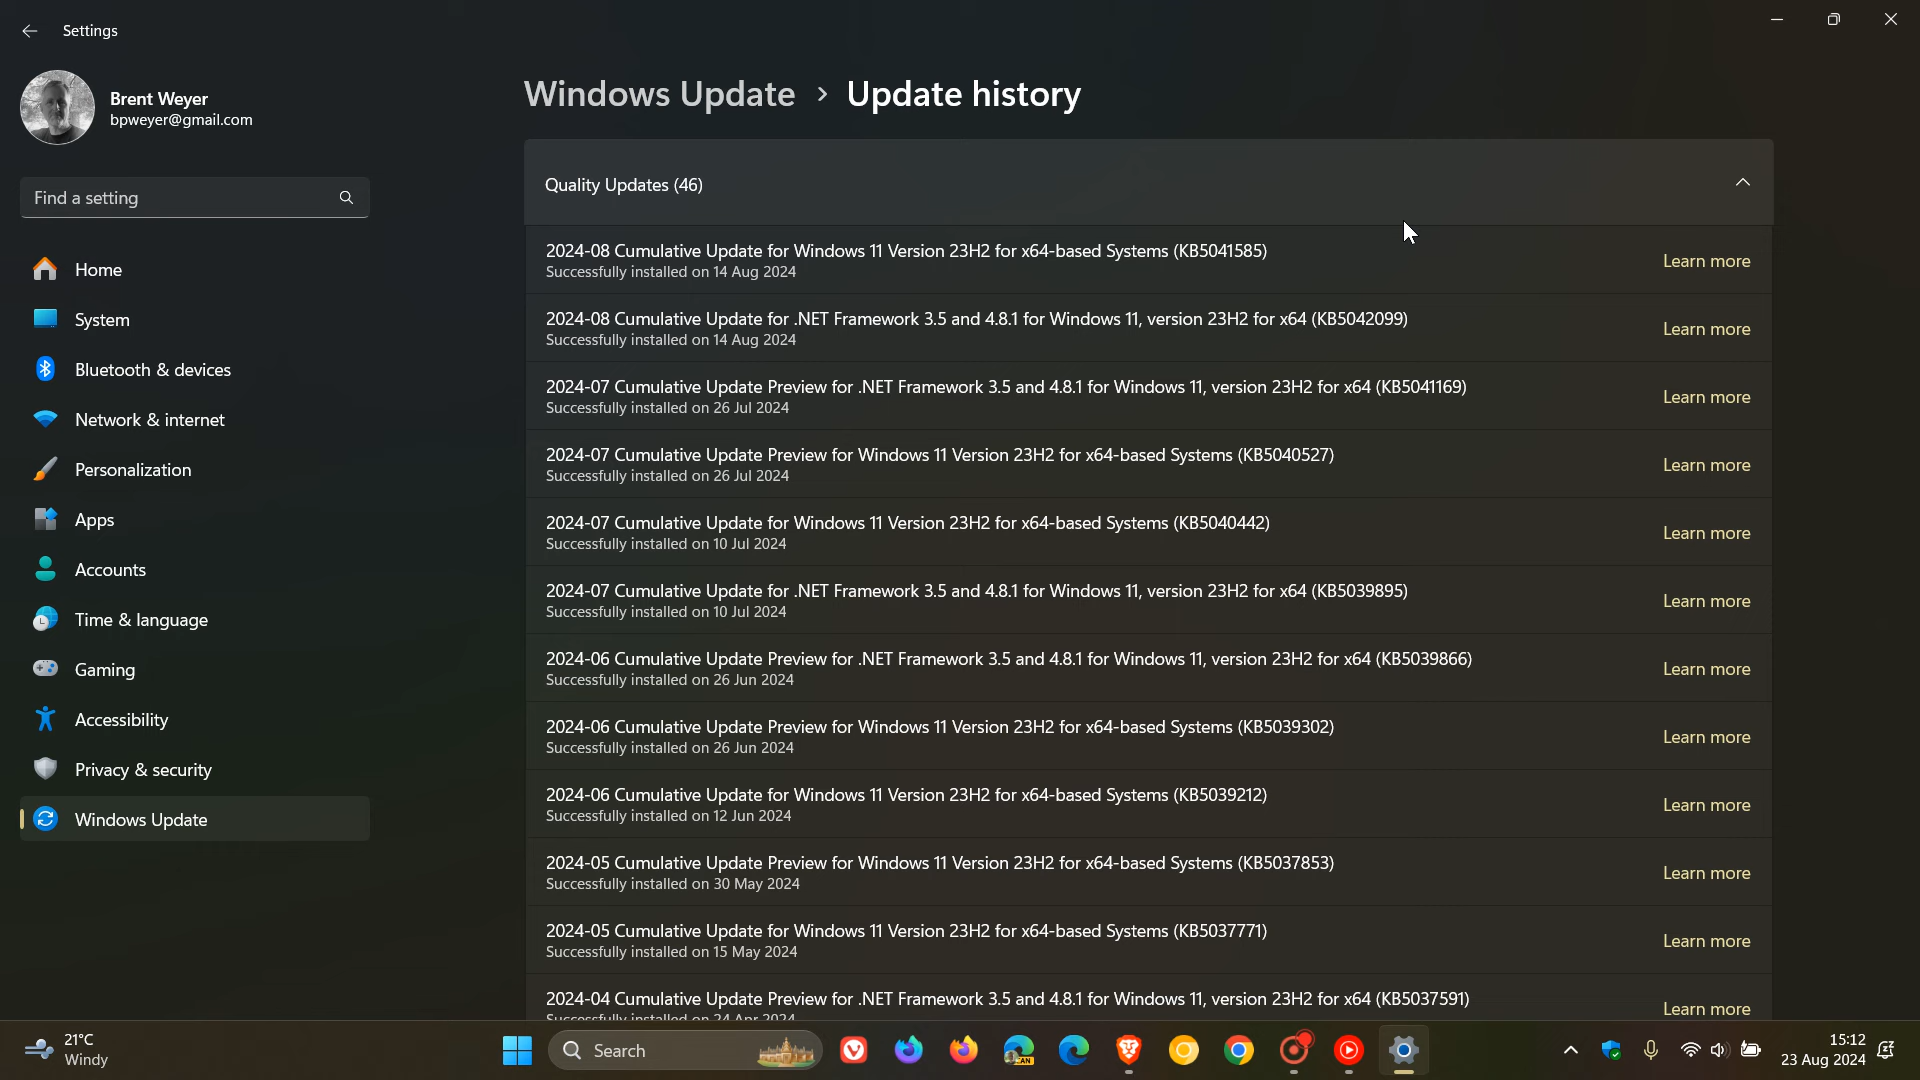 Settings
Brent Weyer
bpweyer@gmail.com
Find a setting
Home
System
Bluetooth & devices
Network & internet
Personalization
Apps
Accounts
Time & language
Gaming
Accessibility
Privacy & security
Windows Update
Windows Update › Update history
Quality Updates (46)
2024-08 Cumulative Update for Windows 11 Version 23H2 for x64-based Systems (KB5041585)
Successfully installed on 14 Aug 2024
Learn more
2024-08 Cumulative Update for .NET Framework 3.5 and 4.8.1 for Windows 11, version 23H2 for x64 (KB5042099)
Successfully installed on 14 Aug 2024
Learn more
2024-07 Cumulative Update Preview for .NET Framework 3.5 and 4.8.1 for Windows 11, version 23H2 for x64 (KB5041169)
Successfully installed on 26 Jul 2024
Learn more
2024-07 Cumulative Update Preview for Windows 11 Version 23H2 for x64-based Systems (KB5040527)
Successfully installed on 26 Jul 2024
Learn more
2024-07 Cumulative Update for Windows 11 Version 23H2 for x64-based Systems (KB5040442)
Successfully installed on 10 Jul 2024
Learn more
2024-07 Cumulative Update for .NET Framework 3.5 and 4.8.1 for Windows 11, version 23H2 for x64 (KB5039895)
Successfully installed on 10 Jul 2024
Learn more
2024-06 Cumulative Update Preview for .NET Framework 3.5 and 4.8.1 for Windows 11, version 23H2 for x64 (KB5039866)
Successfully installed on 26 Jun 2024
Learn more
2024-06 Cumulative Update Preview for Windows 11 Version 23H2 for x64-based Systems (KB5039302)
Successfully installed on 26 Jun 2024
Learn more
2024-06 Cumulative Update for Windows 11 Version 23H2 for x64-based Systems (KB5039212)
Successfully installed on 12 Jun 2024
Learn more
2024-05 Cumulative Update Preview for Windows 11 Version 23H2 for x64-based Systems (KB5037853)
Successfully installed on 30 May 2024
Learn more
2024-05 Cumulative Update for Windows 11 Version 23H2 for x64-based Systems (KB5037771)
Successfully installed on 15 May 2024
Learn more
2024-04 Cumulative Update Preview for .NET Framework 3.5 and 4.8.1 for Windows 11, version 23H2 for x64 (KB5037591)
Successfully installed on 24 Apr 2024
Learn more
21°C
Windy
Search
CAN
15:12
23 Aug 2024